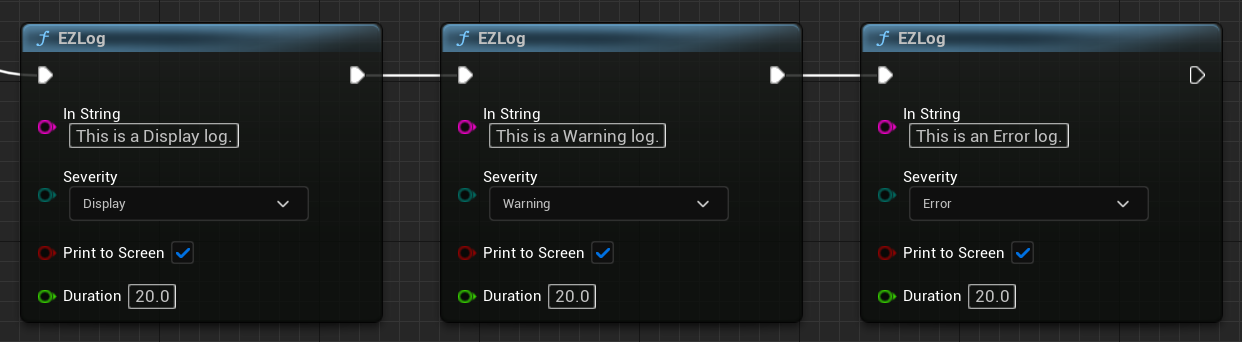 EZLog
In String
This is a Display log.
Severity
Display
Print to Screen
Duration 20.0
EZLog
In String
This is a Warning log.
Severity
Warning
Print to Screen
Duration 20.0
EZLog
In String
This is an Error log.
Severity
Error
Print to Screen
Duration 20.0